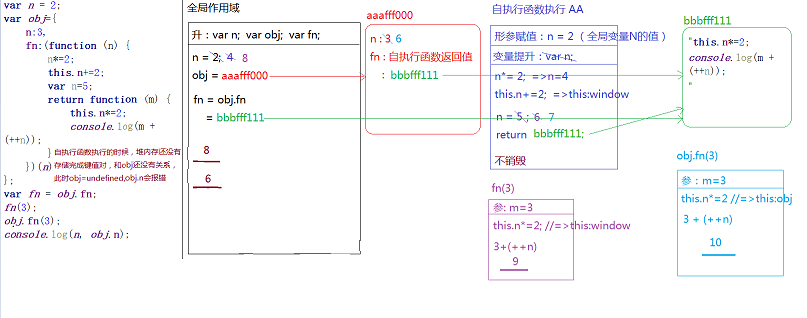 var n = 2;
var obj={
n:3,
fn:(function (n) {
n*=2;
this.n+=2;
var n=5;
return function (m) {
this.n*=2;
console.log(m +
(++n));
}自执行函数执行的时候，堆内存还没有
})(n)存储完成键值对，和obj还没有关系，
此时obj=undefined,obj.n会报错
};
var fn = obj.fn;
fn(3);
obj.fn(3);
console.log(n, obj.n);
全局作用域
升：var n; var obj; var fn;
n = 2; 4 8
obj = aaafff000
fn = obj.fn
= bbbfff111
8
6
aaafff000
n : 3 6
fn : 自执行函数返回值
: bbbfff111
自执行函数执行 AA
形参赋值：n = 2 （ 全局变量N的值 ）
变量提升：var n;
n*= 2; =>n=4
this.n+=2; =>this:window
n = 5 ; 6 7
return bbbfff111;
不销毁
bbbfff111
"this.n*=2;
console.log(m +
(++n));
"
fn(3)
参: m=3
this.n*=2; //=>this:window
3+(++n)
9
obj.fn(3)
参：m=3
this.n*=2 //=>this:obj
3 + (++n)
10